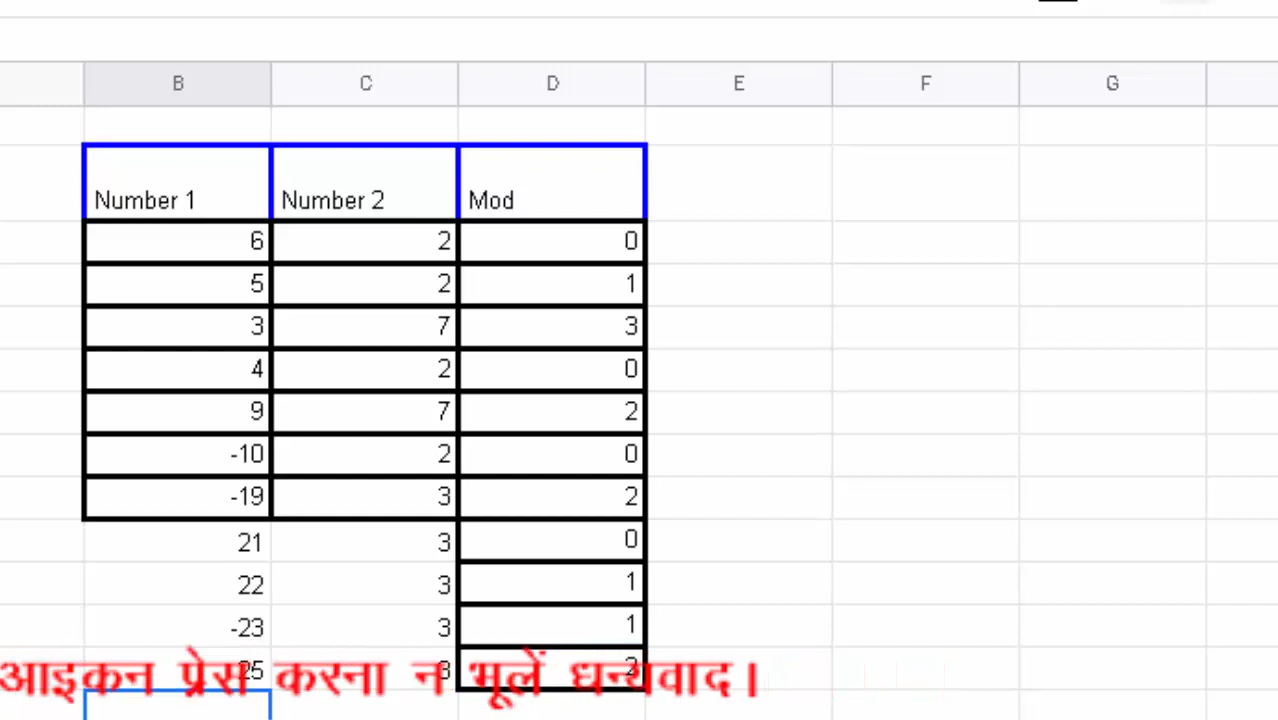 B C D E F G
Number 1 Number 2 Mod
6 2 0
5 2 1
3 7 3
4 2 0
9 7 2
-10 2 0
-19 3 2
21 3 0
22 3 1
-23 3 1
आइकन प्रेस करना न भूलें धन्यवाद।